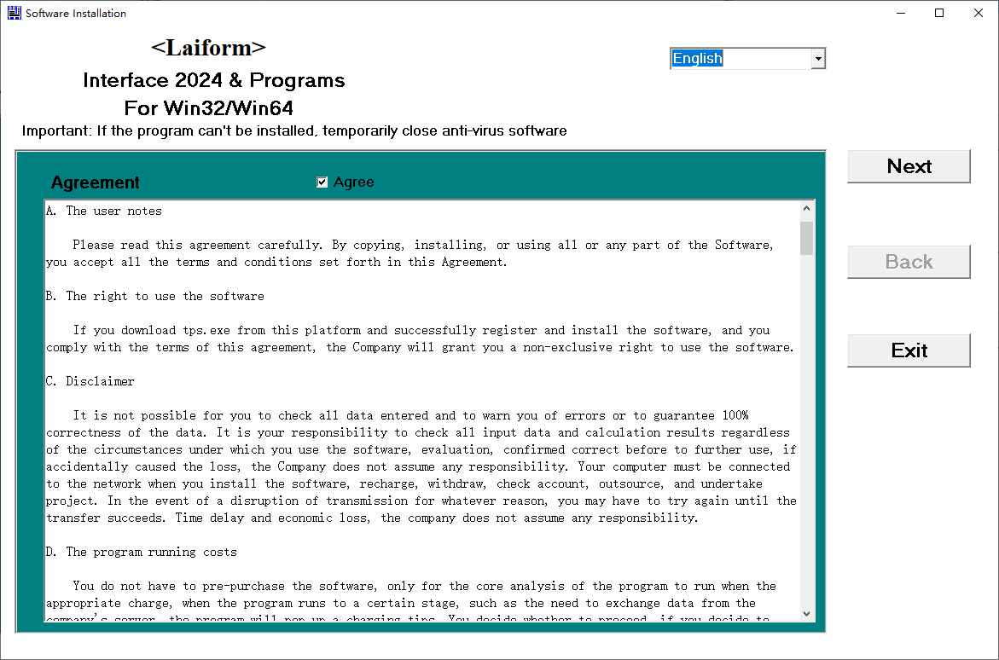 Software Installation
<Laiform>
English
Interface 2024 & Programs
For Win32/Win64
Important: If the program can't be installed, temporarily close anti-virus software
Agreement
Agree
Next
A. The user notes
Please read this agreement carefully. By copying, installing, or using all or any part of the Software,
you accept all the terms and conditions set forth in this Agreement.
Back
B. The right to use the software
If you download tps.exe from this platform and successfully register and install the software, and you
comply with the terms of this agreement, the Company will grant you a non-exclusive right to use the software.
Exit
C. Disclaimer
It is not possible for you to check all data entered and to warn you of errors or to guarantee 100%
correctness of the data. It is your responsibility to check all input data and calculation results regardless
of the circumstances under which you use the software, evaluation, confirmed correct before to further use, if
accidentally caused the loss, the Company does not assume any responsibility. Your computer must be connected
to the network when you install the software, recharge, withdraw, check account, outsource, and undertake
project. In the event of a disruption of transmission for whatever reason, you may have to try again until the
transfer succeeds. Time delay and economic loss, the company does not assume any responsibility.
D. The program running costs
You do not have to pre-purchase the software, only for the core analysis of the program to run when the
appropriate charge, when the program runs to a certain stage, such as the need to exchange data from the
company's server, the program will pop up a charging tips. You decide whether to proceed, if you decide to